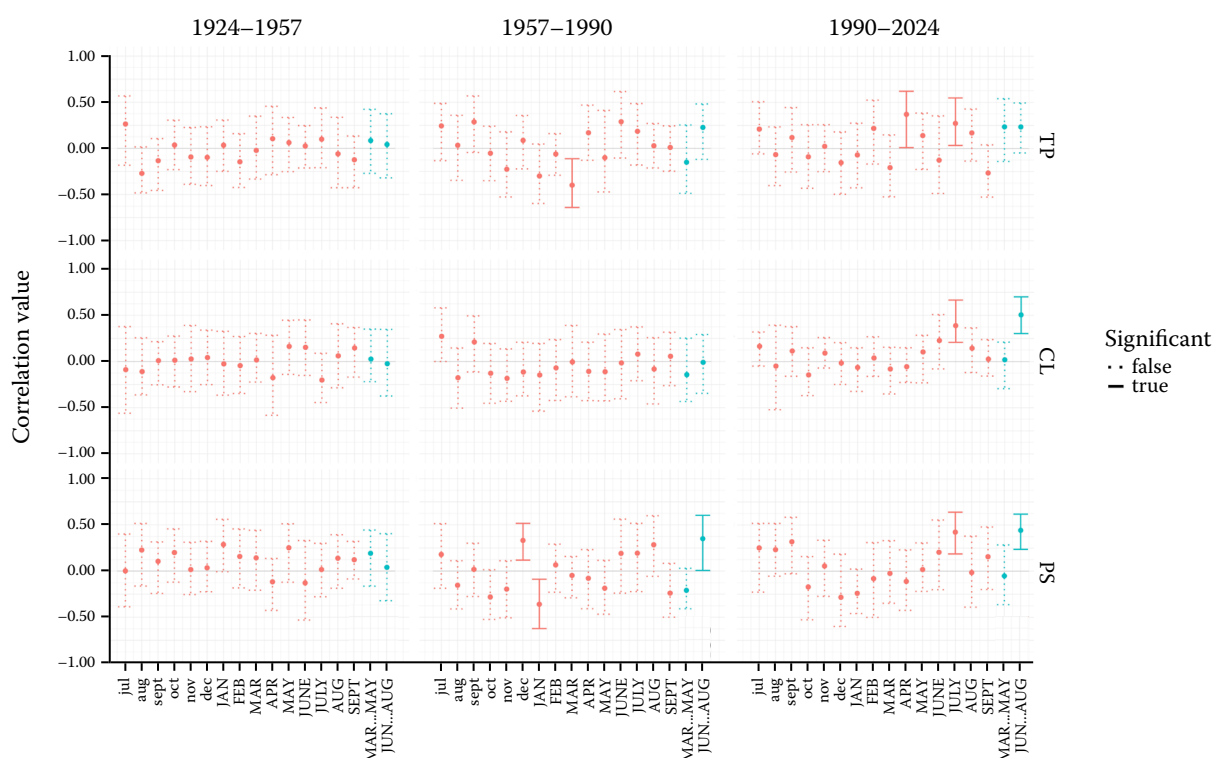 1924–1957 1957–1990 1990–2024
1.00
0.50
0.00
−0.50
−1.00
TP
1.00
0.50
0.00
−0.50
−1.00
CL
1.00
0.50
0.00
−0.50
−1.00
PS
Correlation value
Significant
false
true
jul aug sept oct nov dec JAN FEB MAR APR MAY JUNE JULY AUG SEPT MAR...MAY JUN...AUG
jul aug sept oct nov dec JAN FEB MAR APR MAY JUNE JULY AUG SEPT MAR...MAY JUN...AUG
jul aug sept oct nov dec JAN FEB MAR APR MAY JUNE JULY AUG SEPT MAR...MAY JUN...AUG